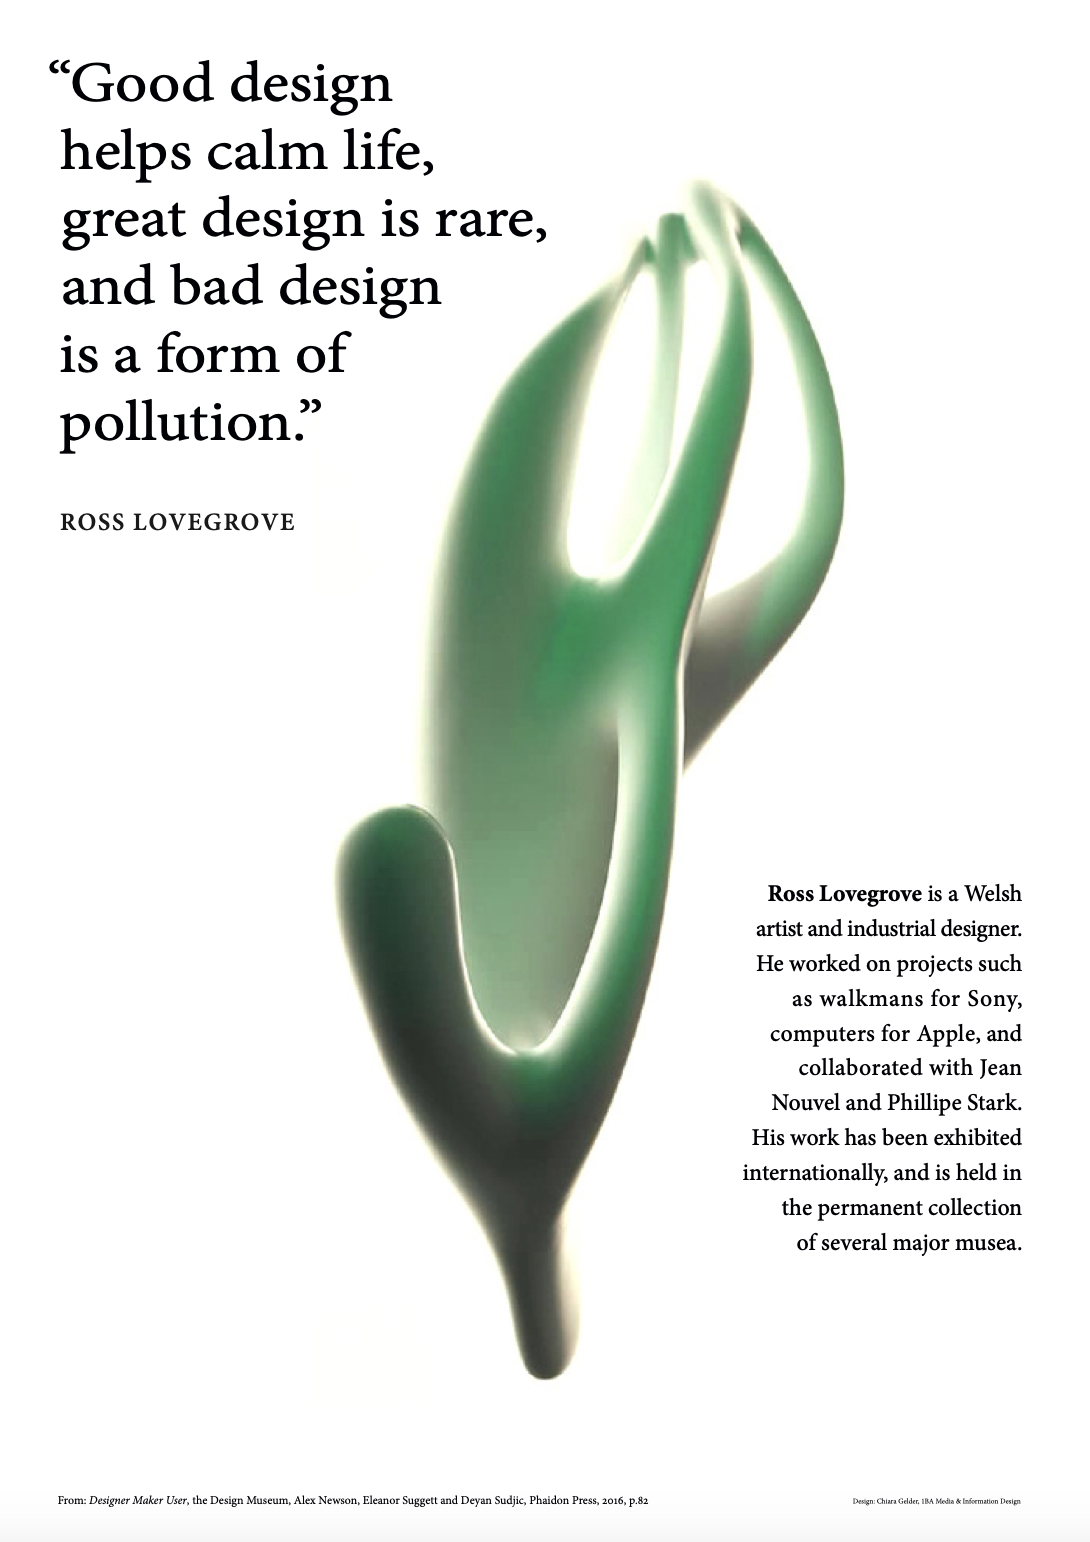 “Good design
helps calm life,
great design is rare,
and bad design
is a form of
pollution.”
ROSS LOVEGROVE
Ross Lovegrove is a Welsh
artist and industrial designer.
He worked on projects such
as walkmans for Sony,
computers for Apple, and
collaborated with Jean
Nouvel and Phillipe Stark.
His work has been exhibited
internationally, and is held in
the permanent collection
of several major musea.
From: Designer Maker User, the Design Museum, Alex Newson, Eleanor Suggett and Deyan Sudjic, Phaidon Press, 2016, p.82
Design: Chiara Gelder, 1BA Media & Information Design